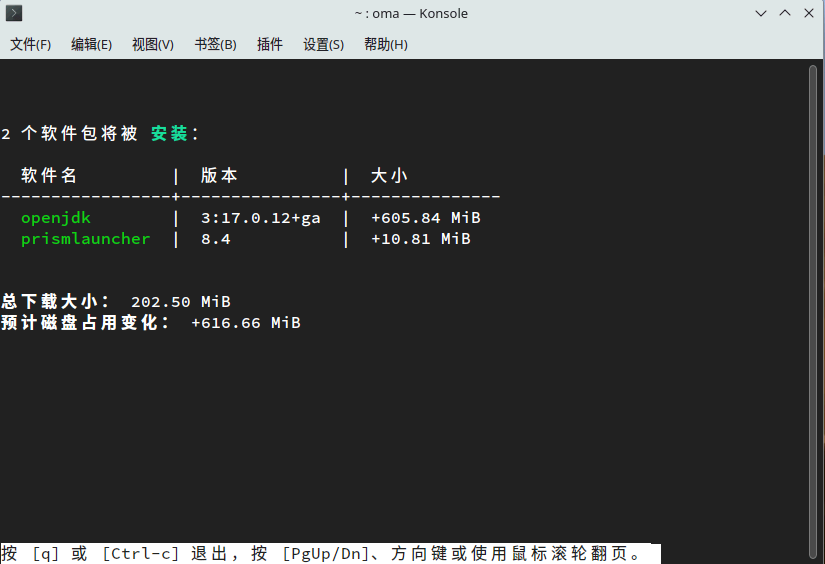 ~ : oma — Konsole
文件(F) 编辑(E) 视图(V) 书签(B) 插件 设置(S) 帮助(H)
2 个软件包将被 安装：
软件名 | 版本 | 大小
-----------------+----------------+---------------
openjdk | 3:17.0.12+ga | +605.84 MiB
prismlauncher | 8.4 | +10.81 MiB
总下载大小： 202.50 MiB
预计磁盘占用变化： +616.66 MiB
按 [q] 或 [Ctrl-c] 退出，按 [PgUp/Dn]、方向键或使用鼠标滚轮翻页。